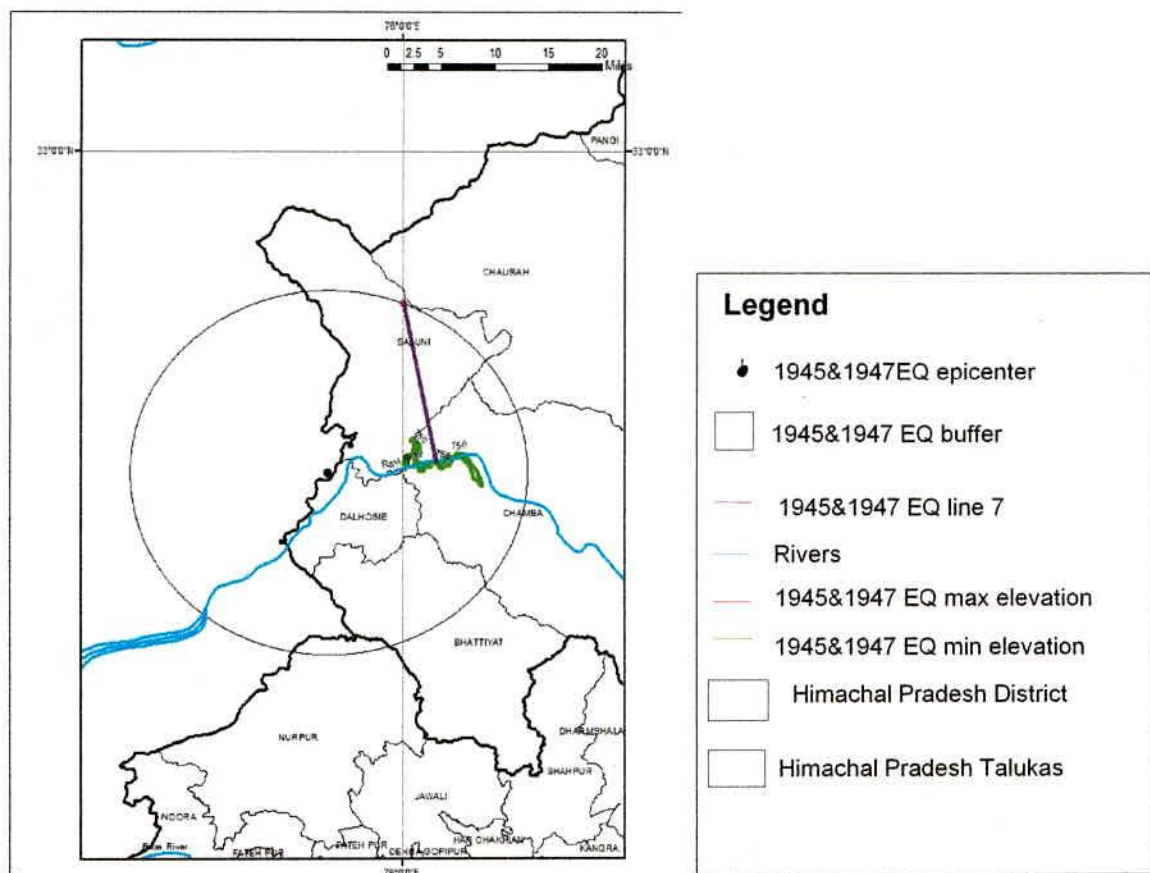 76°0'0"E
0 2.5 5 10 15 20
Miles
33°0'0"N
33°0'0"N
PANGI
CHAURAH
SALUNI
750
Ravi
DALHOSIE
CHAMBA
BHATTIYAT
NURPUR
DHARMSHALA
SHAHPUR
JAWALI
INDORA
FATEH PUR
FATEH PUR
DEHRA GOPIPUR
KANGRA
76°0'0"E
Legend
1945&1947EQ epicenter
1945&1947 EQ buffer
1945&1947 EQ line 7
Rivers
1945&1947 EQ max elevation
1945&1947 EQ min elevation
Himachal Pradesh District
Himachal Pradesh Talukas